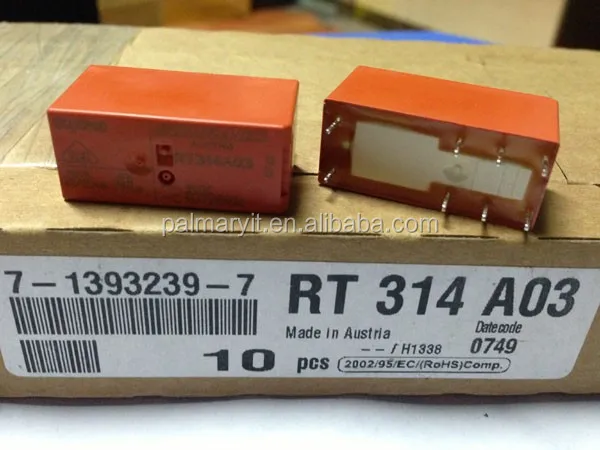 RT314A03
palmaryit.en.alibaba.com
7-1393239-7
RT 314 A03
Made in Austria
Datecode
--/ H1338
0749
10 pcs
2002/95/EC/(RoHS)Comp.